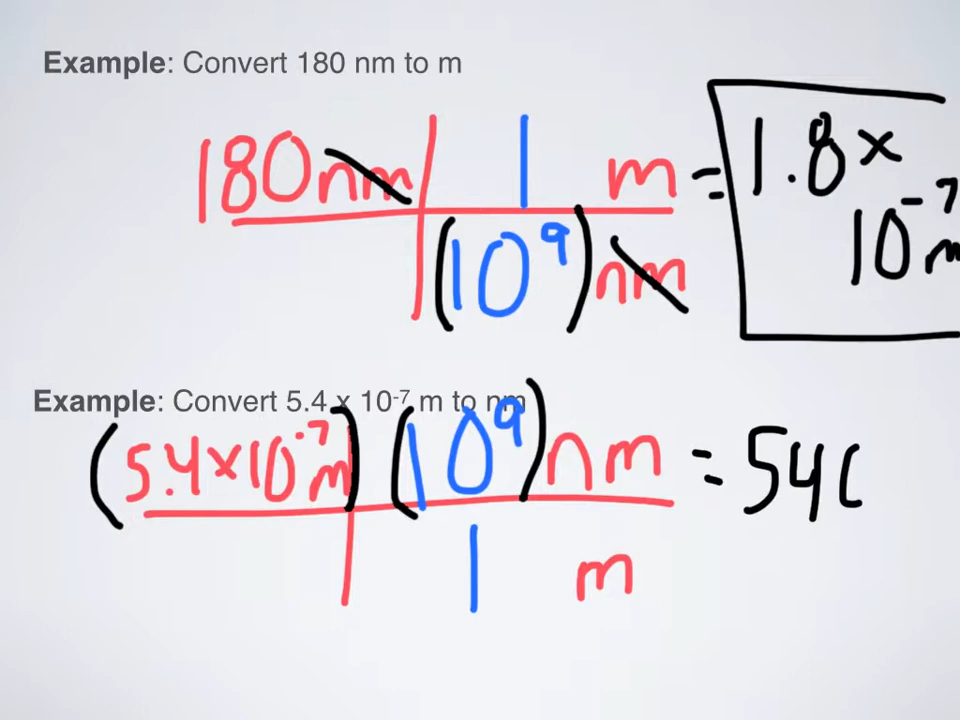 Example: Convert 180 nm to m
180 nm 1 m = 1.8 x
(10⁹) nm 10⁻⁷ m
Example: Convert 5.4 x 10⁻⁷ m to nm
(5.4 x 10⁻⁷ m) (10⁹) nm = 54
1 m